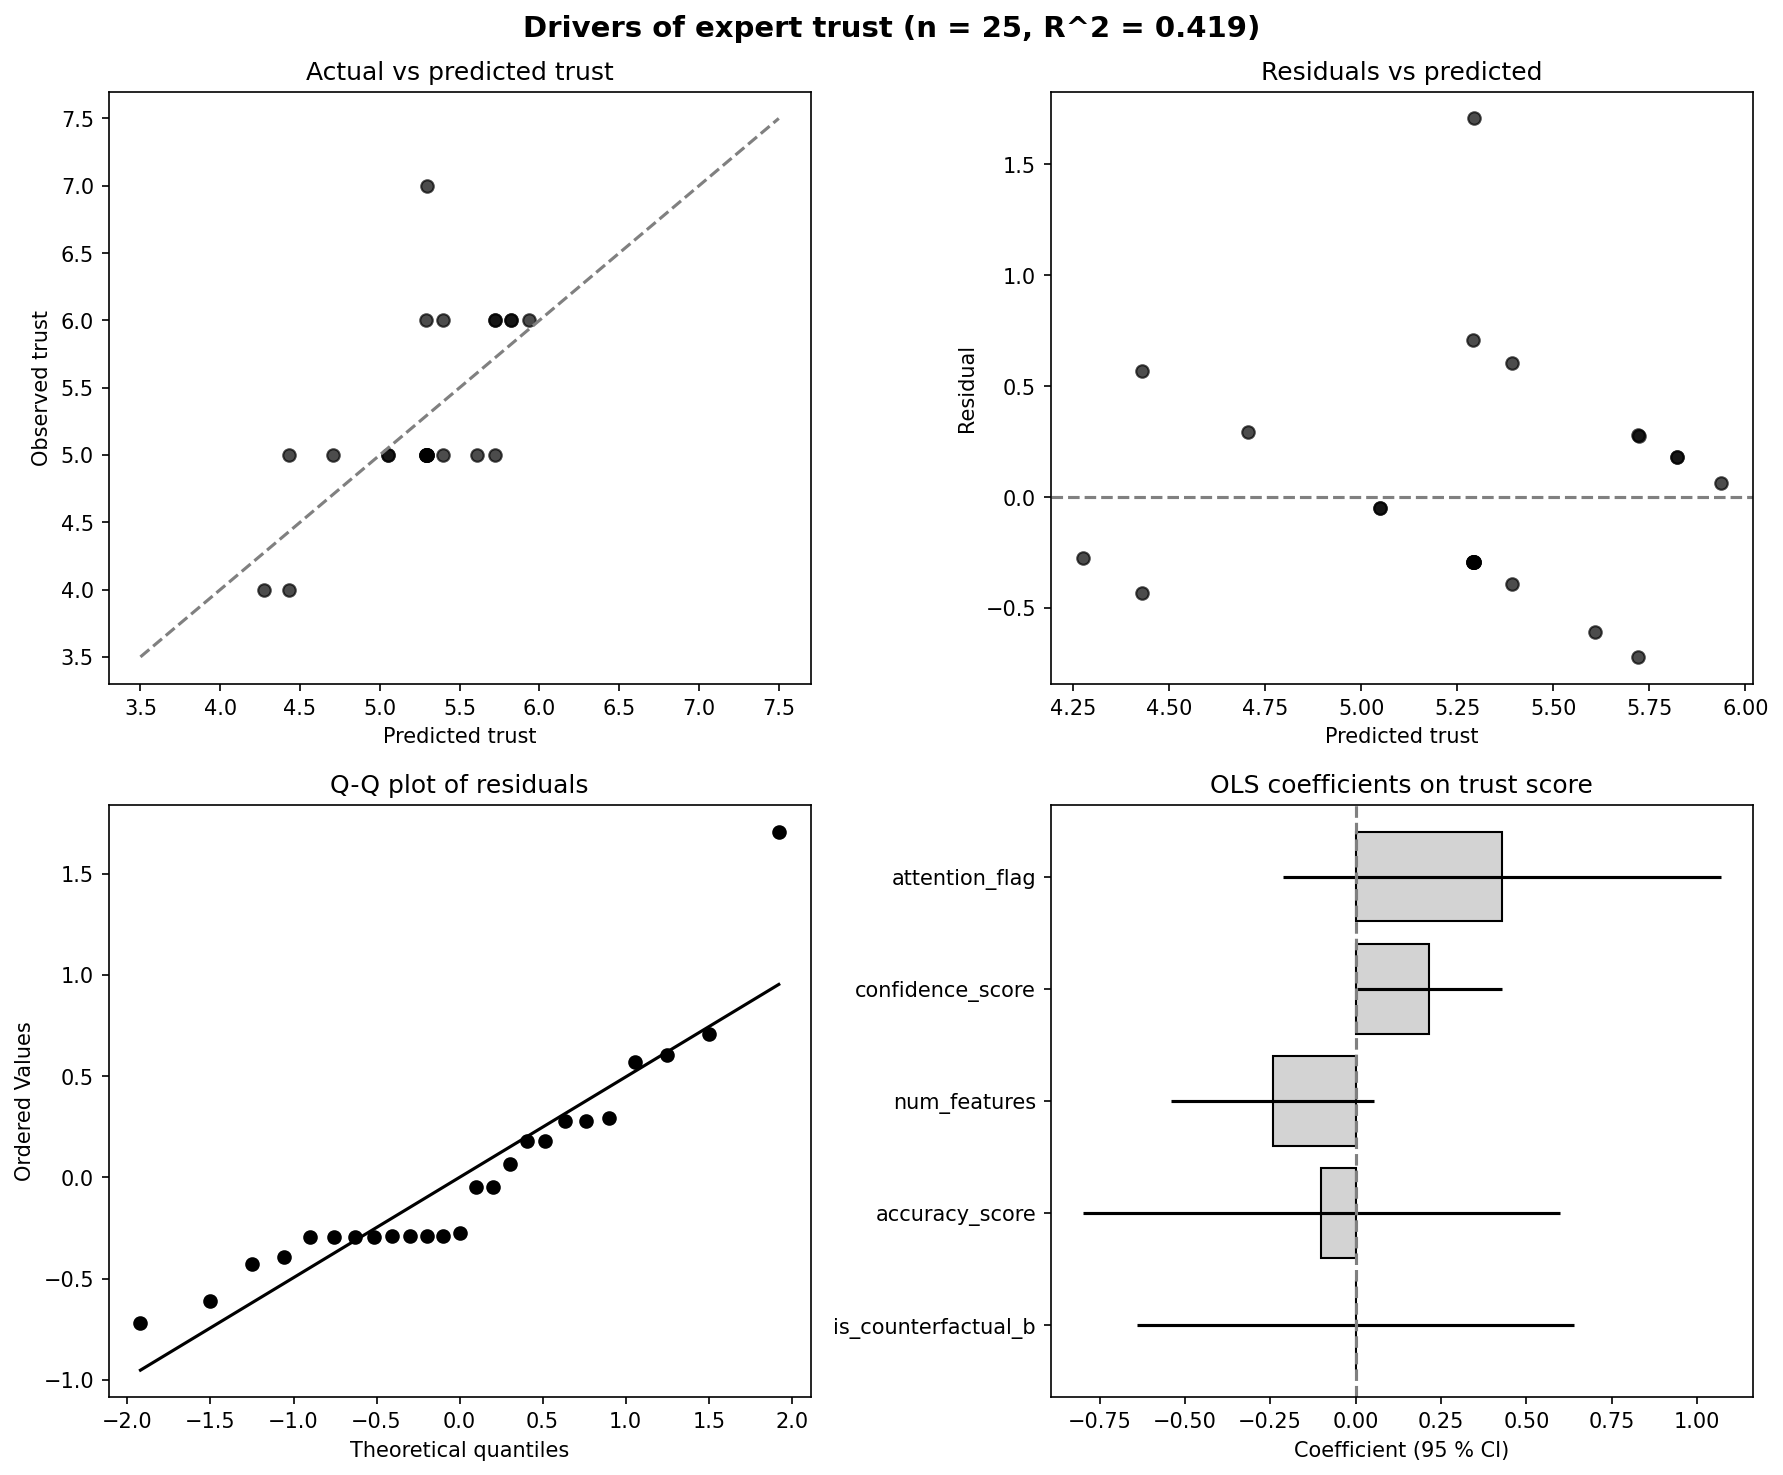 Drivers of expert trust (n = 25, R^2 = 0.419)
Actual vs predicted trust
Observed trust
7.5
7.0
6.5
6.0
5.5
5.0
4.5
4.0
3.5
3.5 4.0 4.5 5.0 5.5 6.0 6.5 7.0 7.5
Predicted trust
Residuals vs predicted
Residual
1.5
1.0
0.5
0.0
−0.5
4.25 4.50 4.75 5.00 5.25 5.50 5.75 6.00
Predicted trust
Q-Q plot of residuals
Ordered Values
1.5
1.0
0.5
0.0
−0.5
−1.0
−2.0 −1.5 −1.0 −0.5 0.0 0.5 1.0 1.5 2.0
Theoretical quantiles
OLS coefficients on trust score
attention_flag
confidence_score
num_features
accuracy_score
is_counterfactual_b
−0.75 −0.50 −0.25 0.00 0.25 0.50 0.75 1.00
Coefficient (95 % CI)